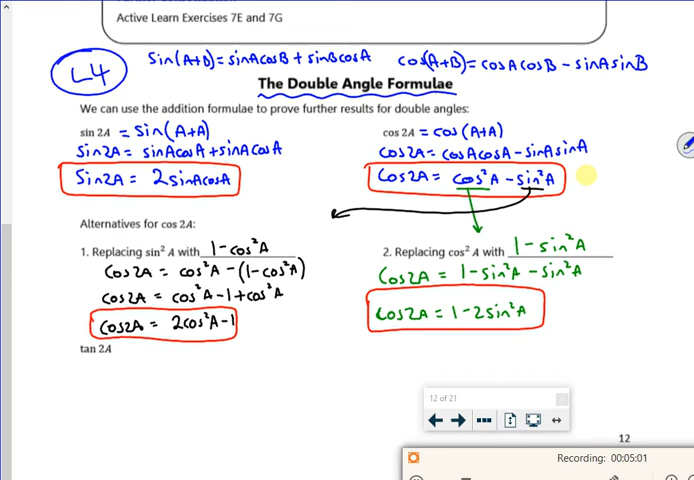 Active Learn Exercises 7E and 7G
L4
Sin(A+B) = sinAcosB + sinBcosA
cos(A+B) = cosAcosB - sinAsinB
The Double Angle Formulae
We can use the addition formulae to prove further results for double angles:
sin 2A = Sin(A+A)
Sin2A = sinAcosA + sinAcosA
Sin2A = 2sinAcosA
cos 2A = cos(A+A)
Cos2A = CosACosA - sinAsinA
Cos2A = cos²A - sin²A
Alternatives for cos 2A:
1. Replacing sin² A with 1-cos²A
Cos2A = cos²A - (1-cos²A)
Cos2A = cos²A - 1 + cos²A
Cos2A = 2cos²A - 1
2. Replacing cos² A with 1-sin²A
Cos2A = 1-sin²A - sin²A
Cos2A = 1-2sin²A
tan 2A
12 of 21
12
Recording: 00:05:01